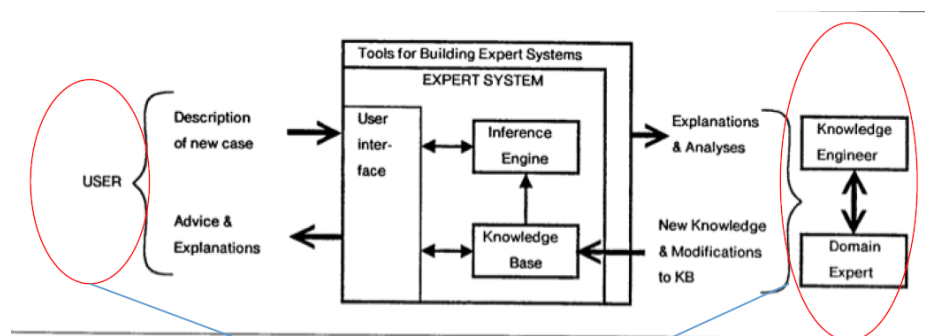 Tools for Building Expert Systems
EXPERT SYSTEM
USER
Description
of new case
Advice &
Explanations
User
inter-
face
Inference
Engine
Knowledge
Base
Explanations
& Analyses
New Knowledge
& Modifications
to KB
Knowledge
Engineer
Domain
Expert